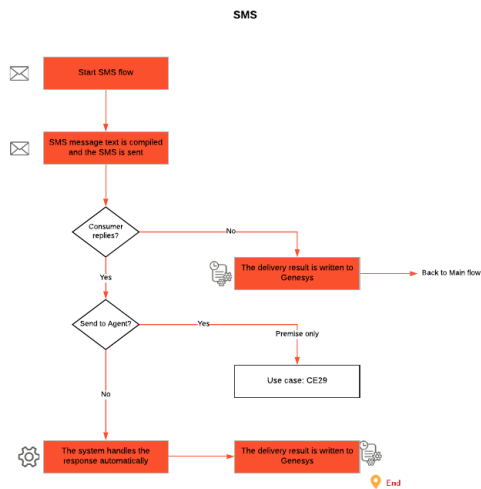 SMS
Start SMS flow
SMS message text is compiled
and the SMS is sent
Consumer
replies?
No
The delivery result is written to
Genesys
Back to Main flow
Yes
Send to Agent?
Yes
Premise only
Use case: CE29
No
The system handles the
response automatically
The delivery result is written to
Genesys
End